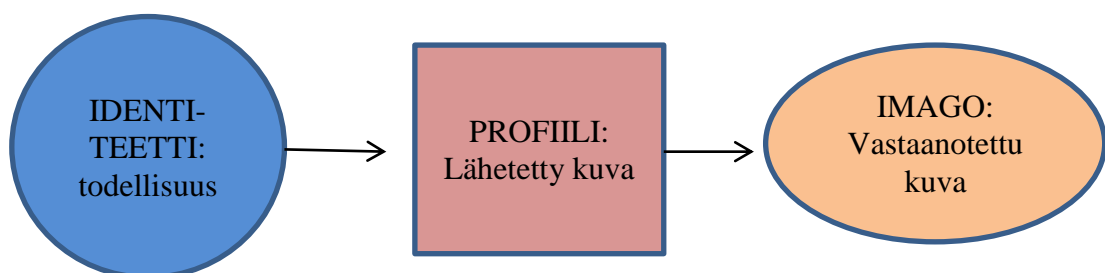 IDENTI-
TEETTI:
todellisuus
PROFIILI:
Lähetetty kuva
IMAGO:
Vastaanotettu
kuva